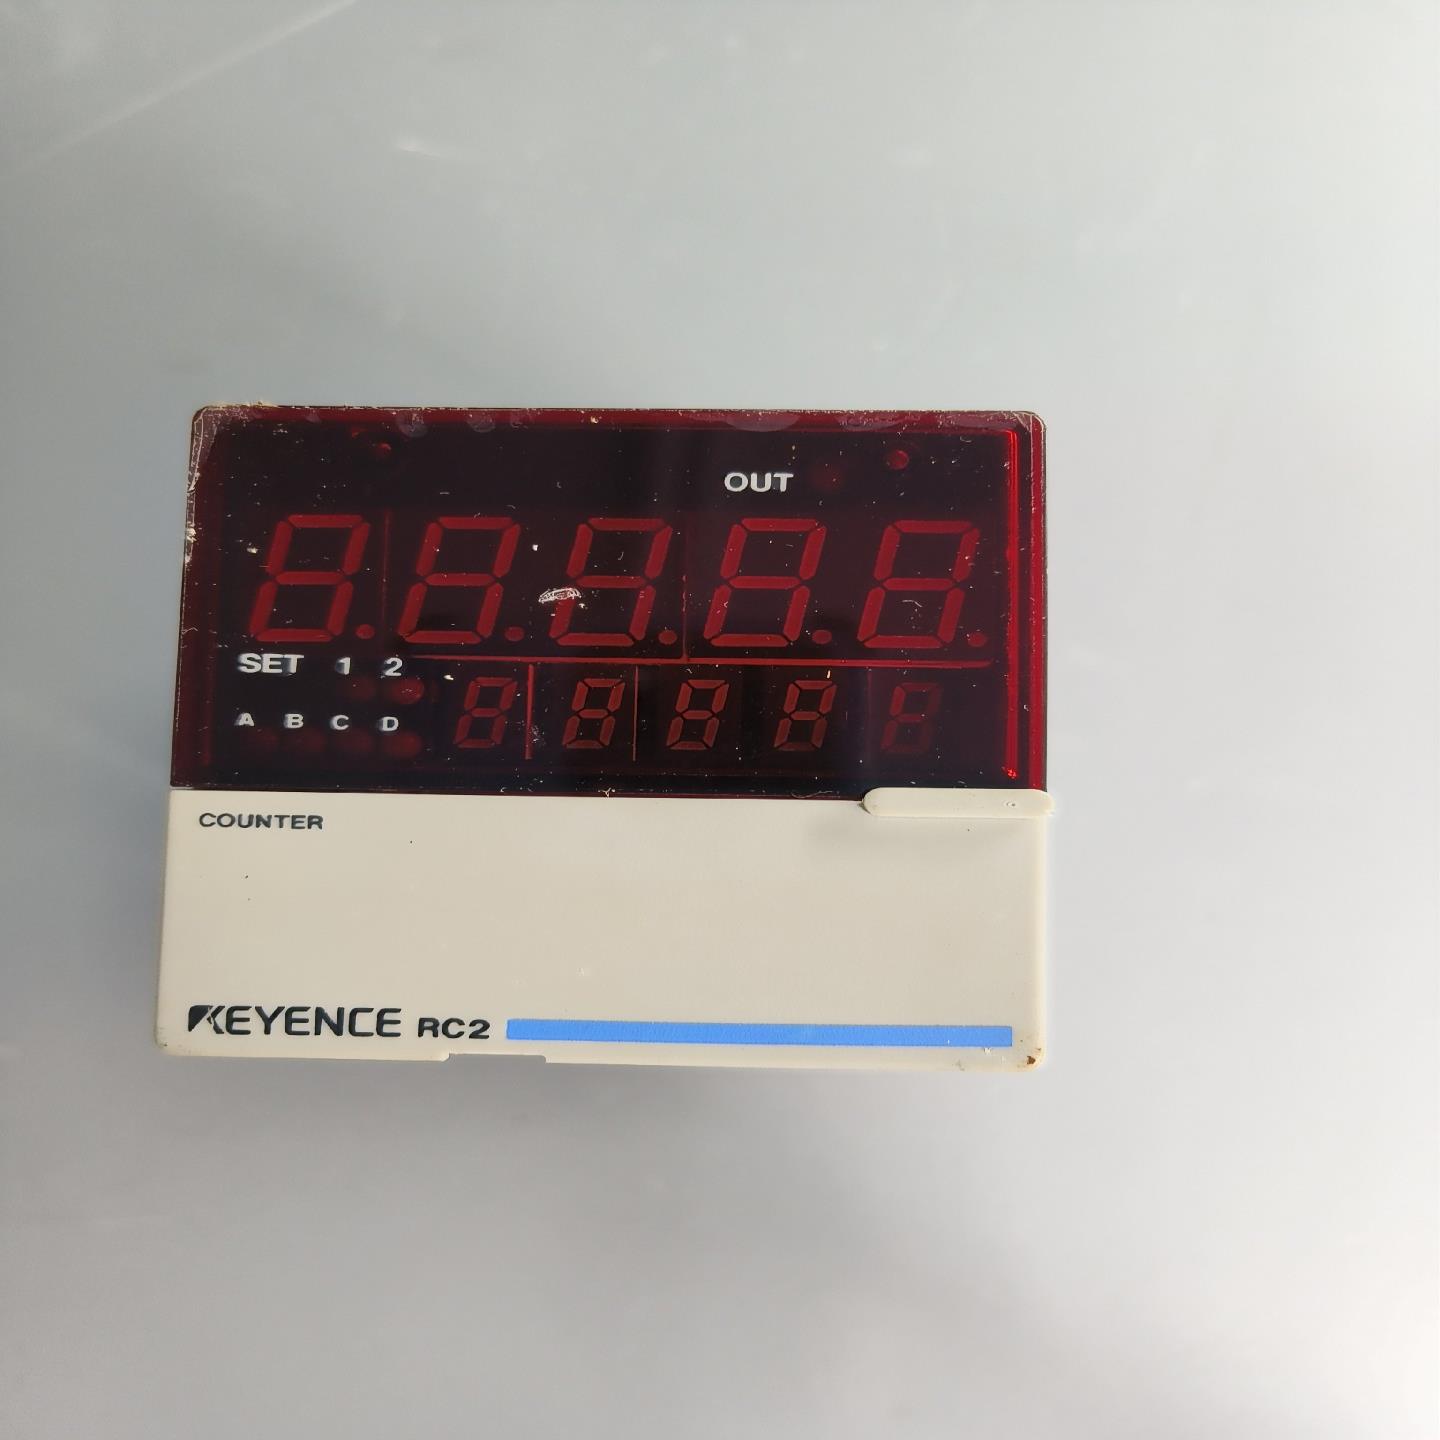 OUT
SET 1 2
A B C D
COUNTER
KEYENCE RC2